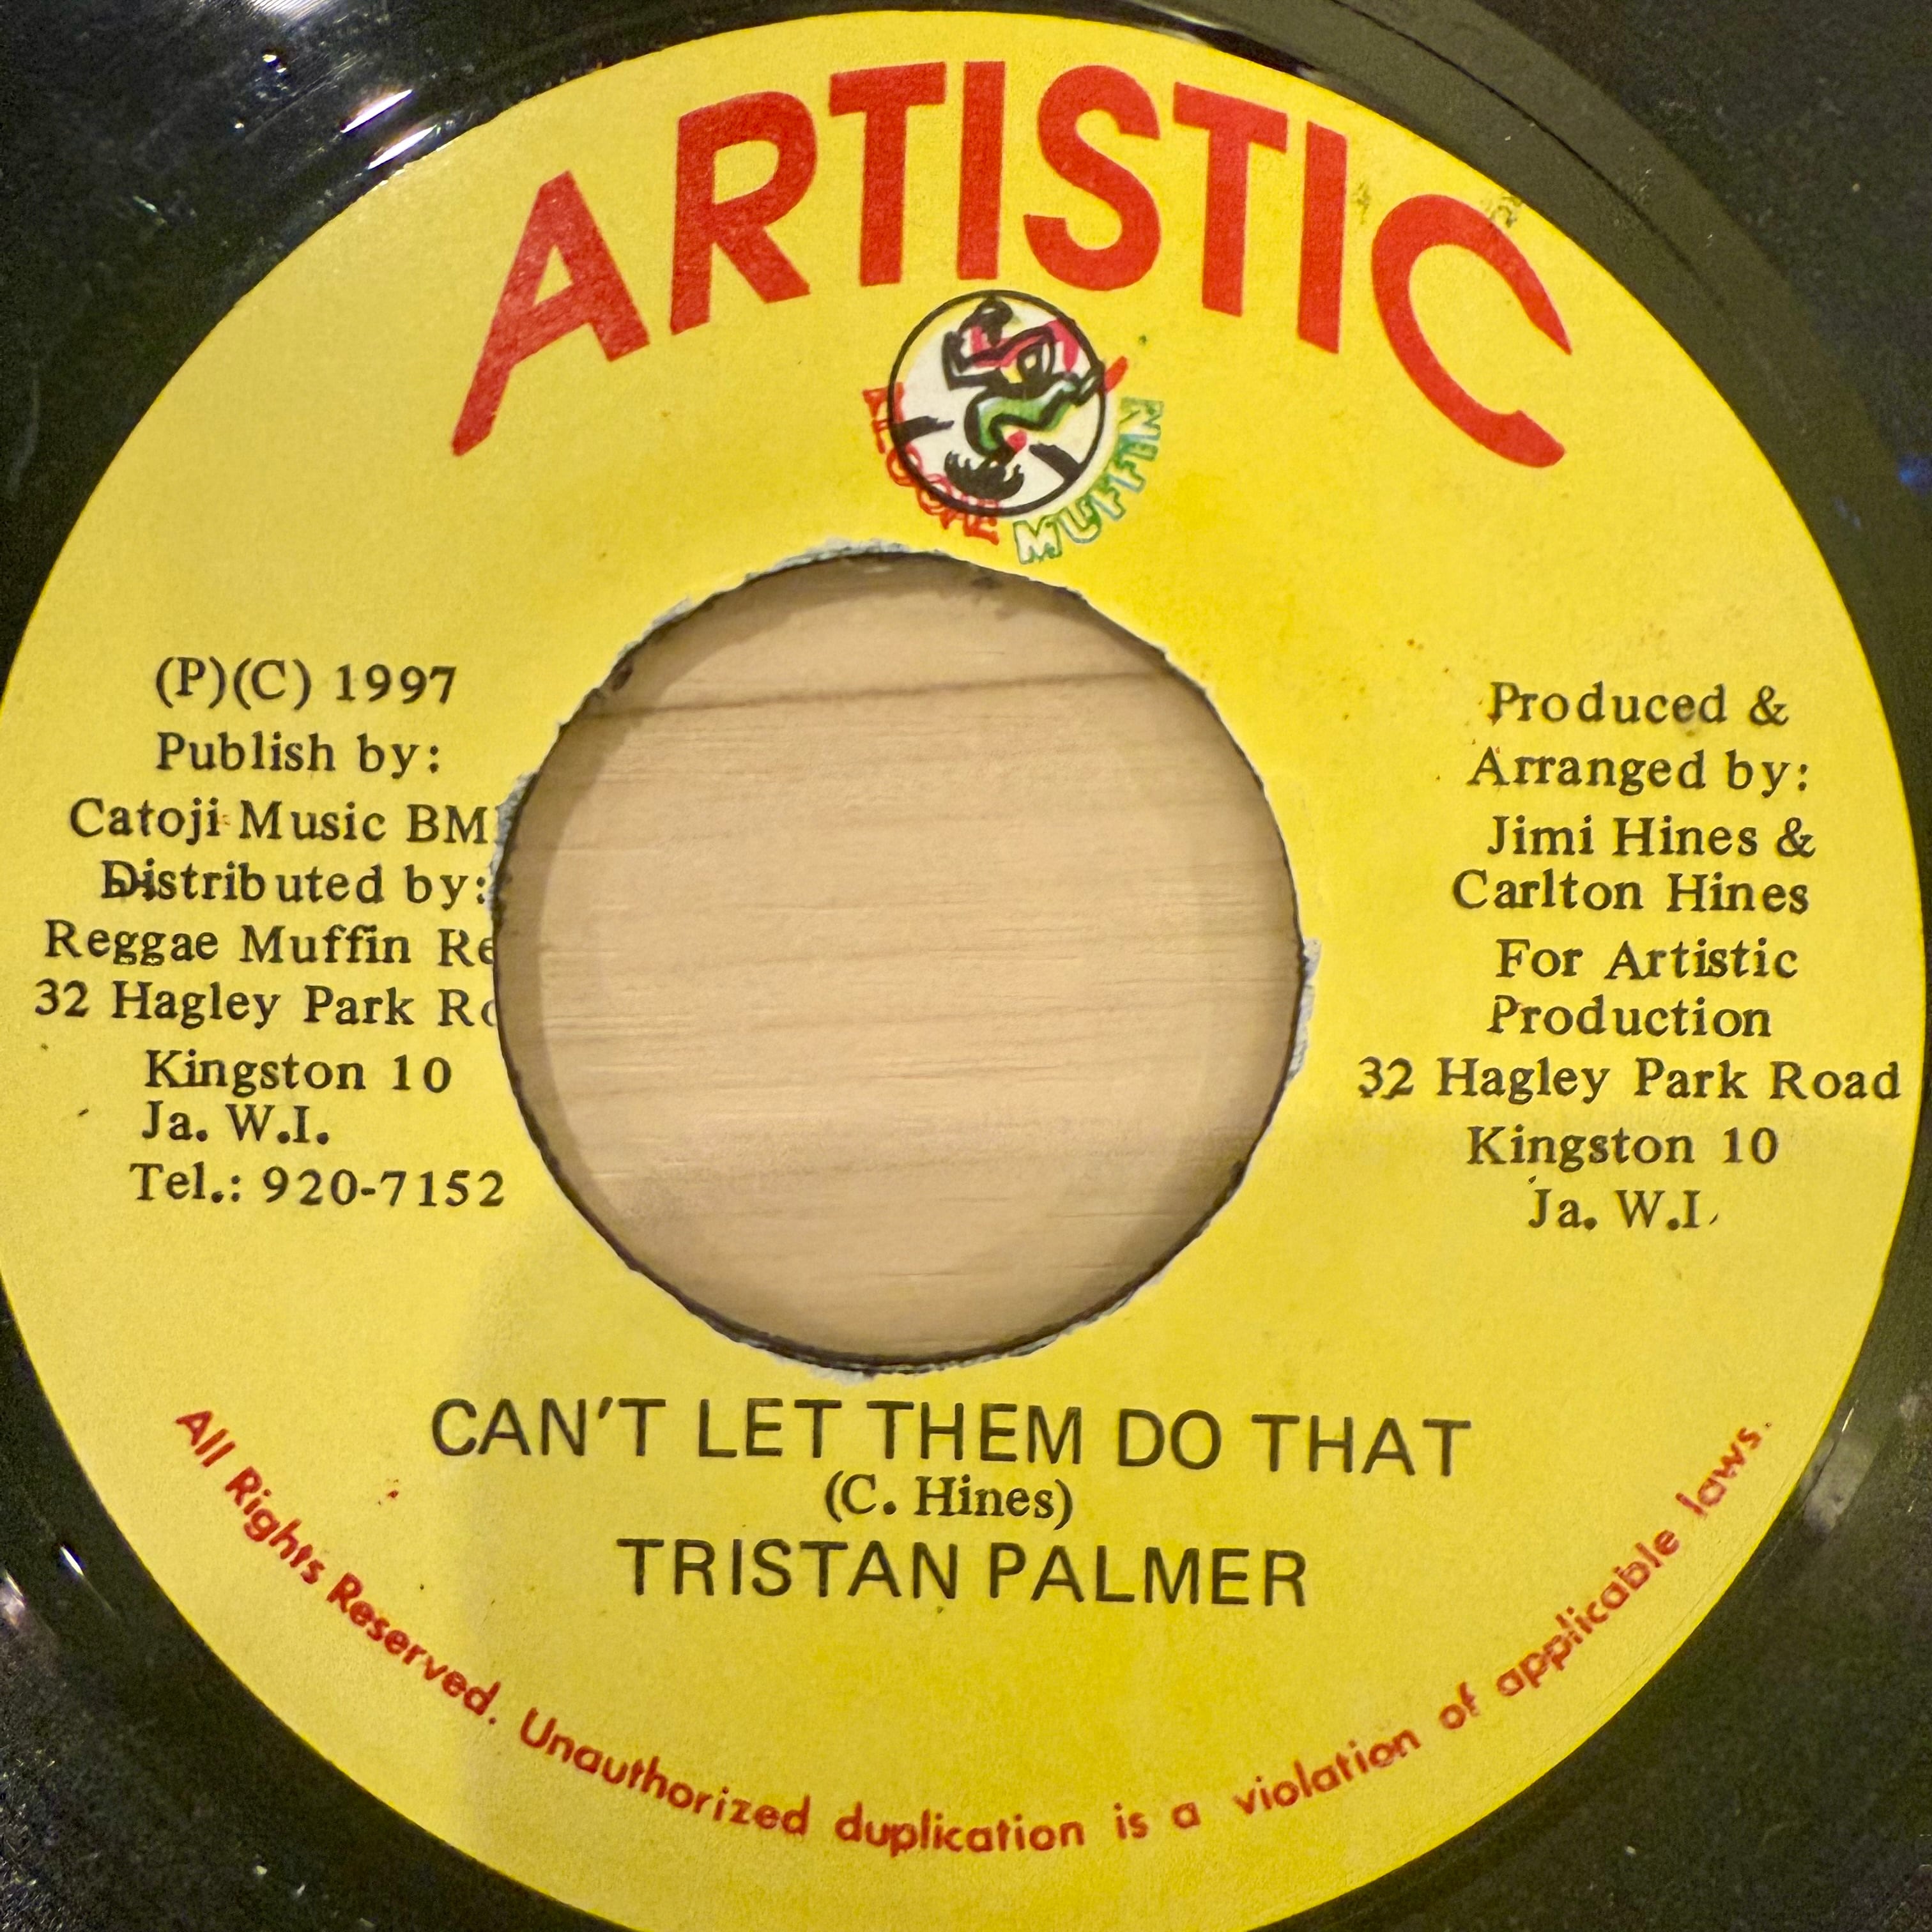 ARTISTIC
MUFFIN
(P)(C) 1997
Publish by:
Catoji Music BM
Distributed by:
Reggae Muffin Re
32 Hagley Park Ro
Kingston 10
Ja. W.I.
Tel.: 920-7152
Produced &
Arranged by:
Jimi Hines &
Carlton Hines
For Artistic
Production
32 Hagley Park Road
Kingston 10
Ja. W.I.
CAN'T LET THEM DO THAT
(C. Hines)
TRISTAN PALMER
All Rights Reserved. Unauthorized duplication is a violation of applicable laws.